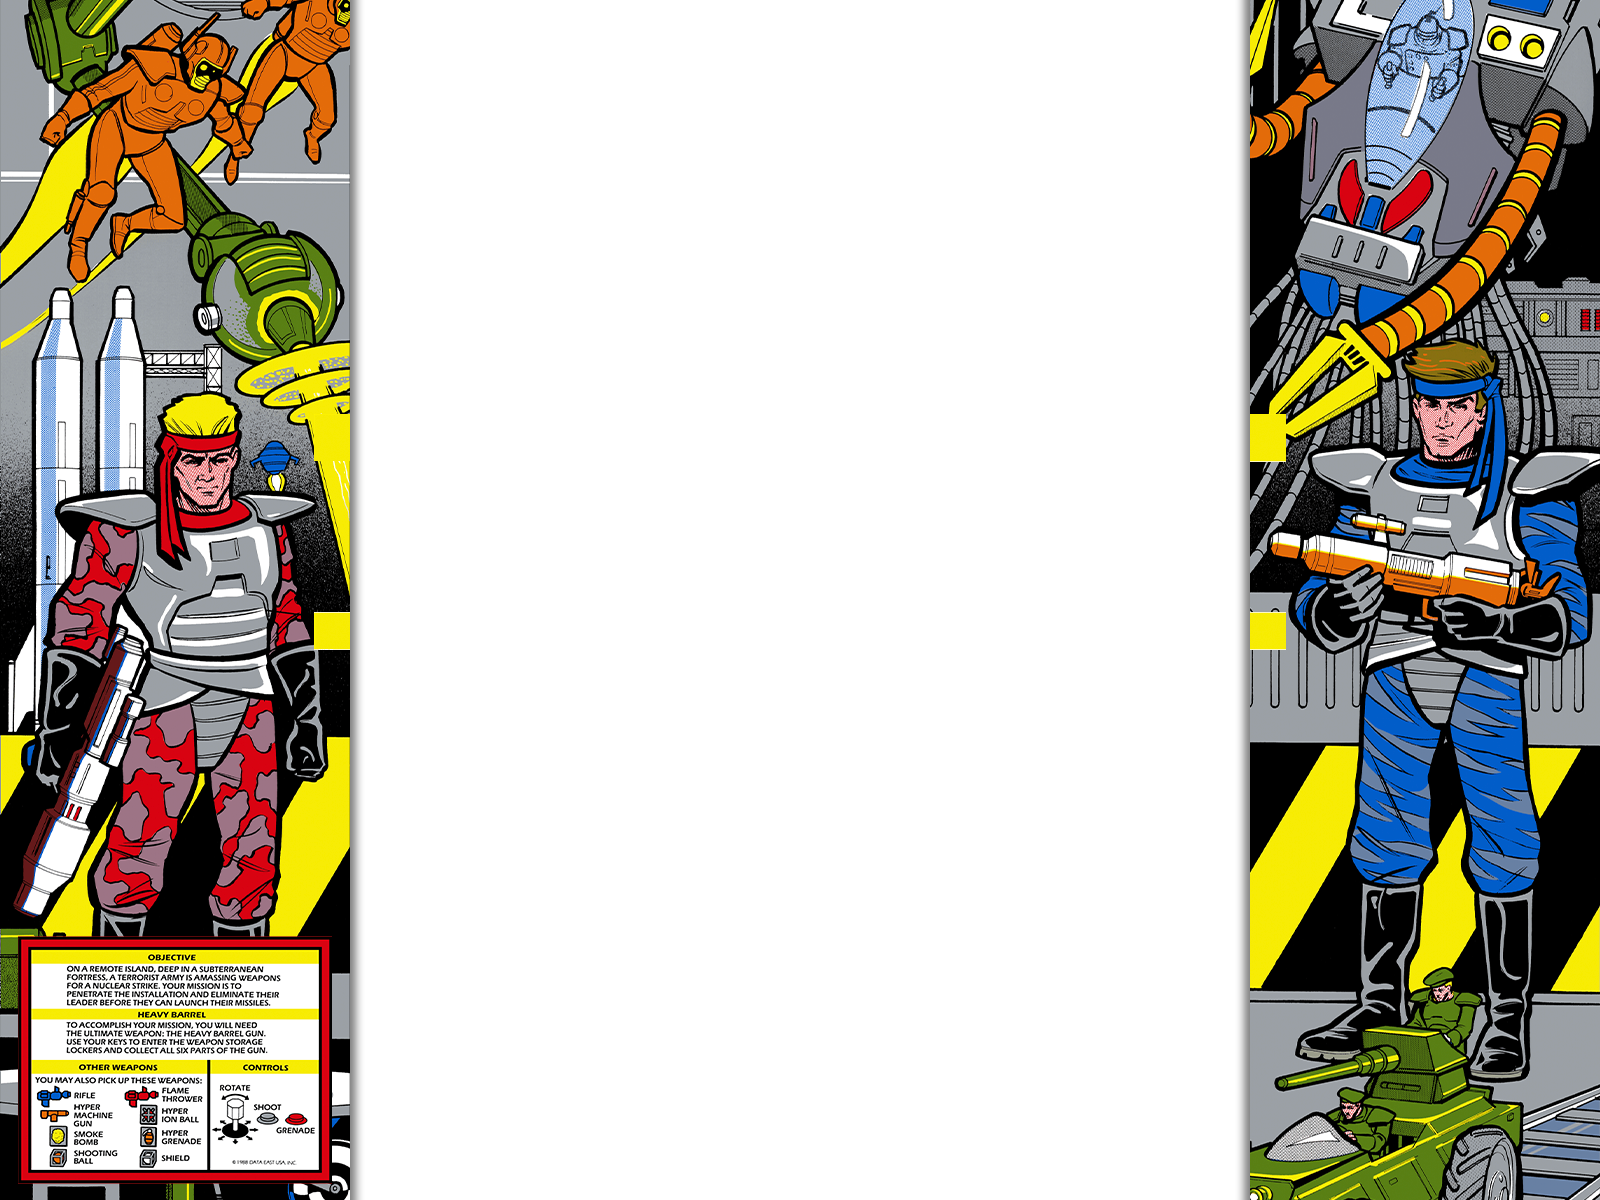 OBJECTIVE
ON A REMOTE ISLAND, DEEP IN A SUBTERRANEAN
FORTRESS, A TERRORIST ARMY IS AMASSING WEAPONS
FOR A NUCLEAR STRIKE. YOUR MISSION IS TO
PENETRATE THE INSTALLATION AND ELIMINATE THEIR
LEADER BEFORE THEY CAN LAUNCH THEIR MISSILES.
HEAVY BARREL
TO ACCOMPLISH YOUR MISSION, YOU WILL NEED
THE ULTIMATE WEAPON: THE HEAVY BARREL GUN.
USE YOUR KEYS TO ENTER THE WEAPON STORAGE
LOCKERS AND COLLECT ALL SIX PARTS OF THE GUN.
OTHER WEAPONS
YOU MAY ALSO PICK UP THESE WEAPONS:
RIFLE
HYPER
MACHINE
GUN
SMOKE
BOMB
SHOOTING
BALL
FLAME
THROWER
HYPER
ION BALL
HYPER
GRENADE
SHIELD
CONTROLS
ROTATE
SHOOT
GRENADE
© 1988 DATA EAST USA, INC.